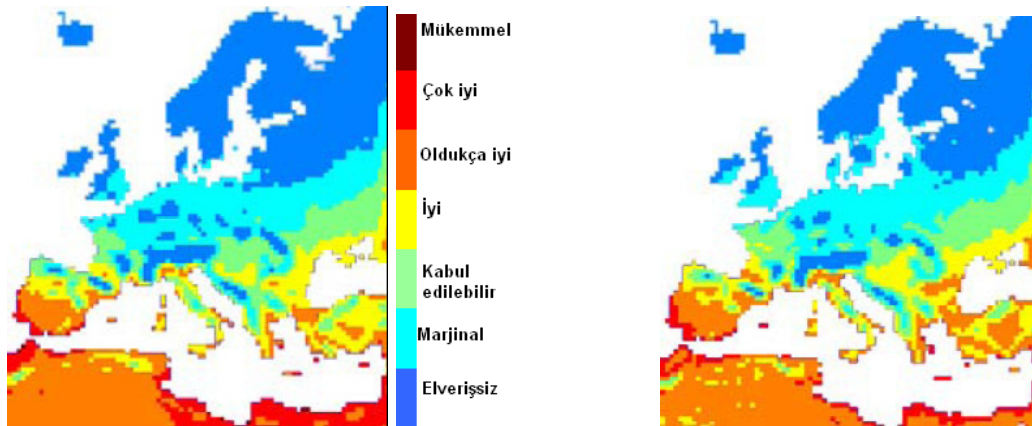 Mükemmel
Çok iyi
Oldukça iyi
İyi
Kabul
edilebilir
Marjinal
Elverişsiz